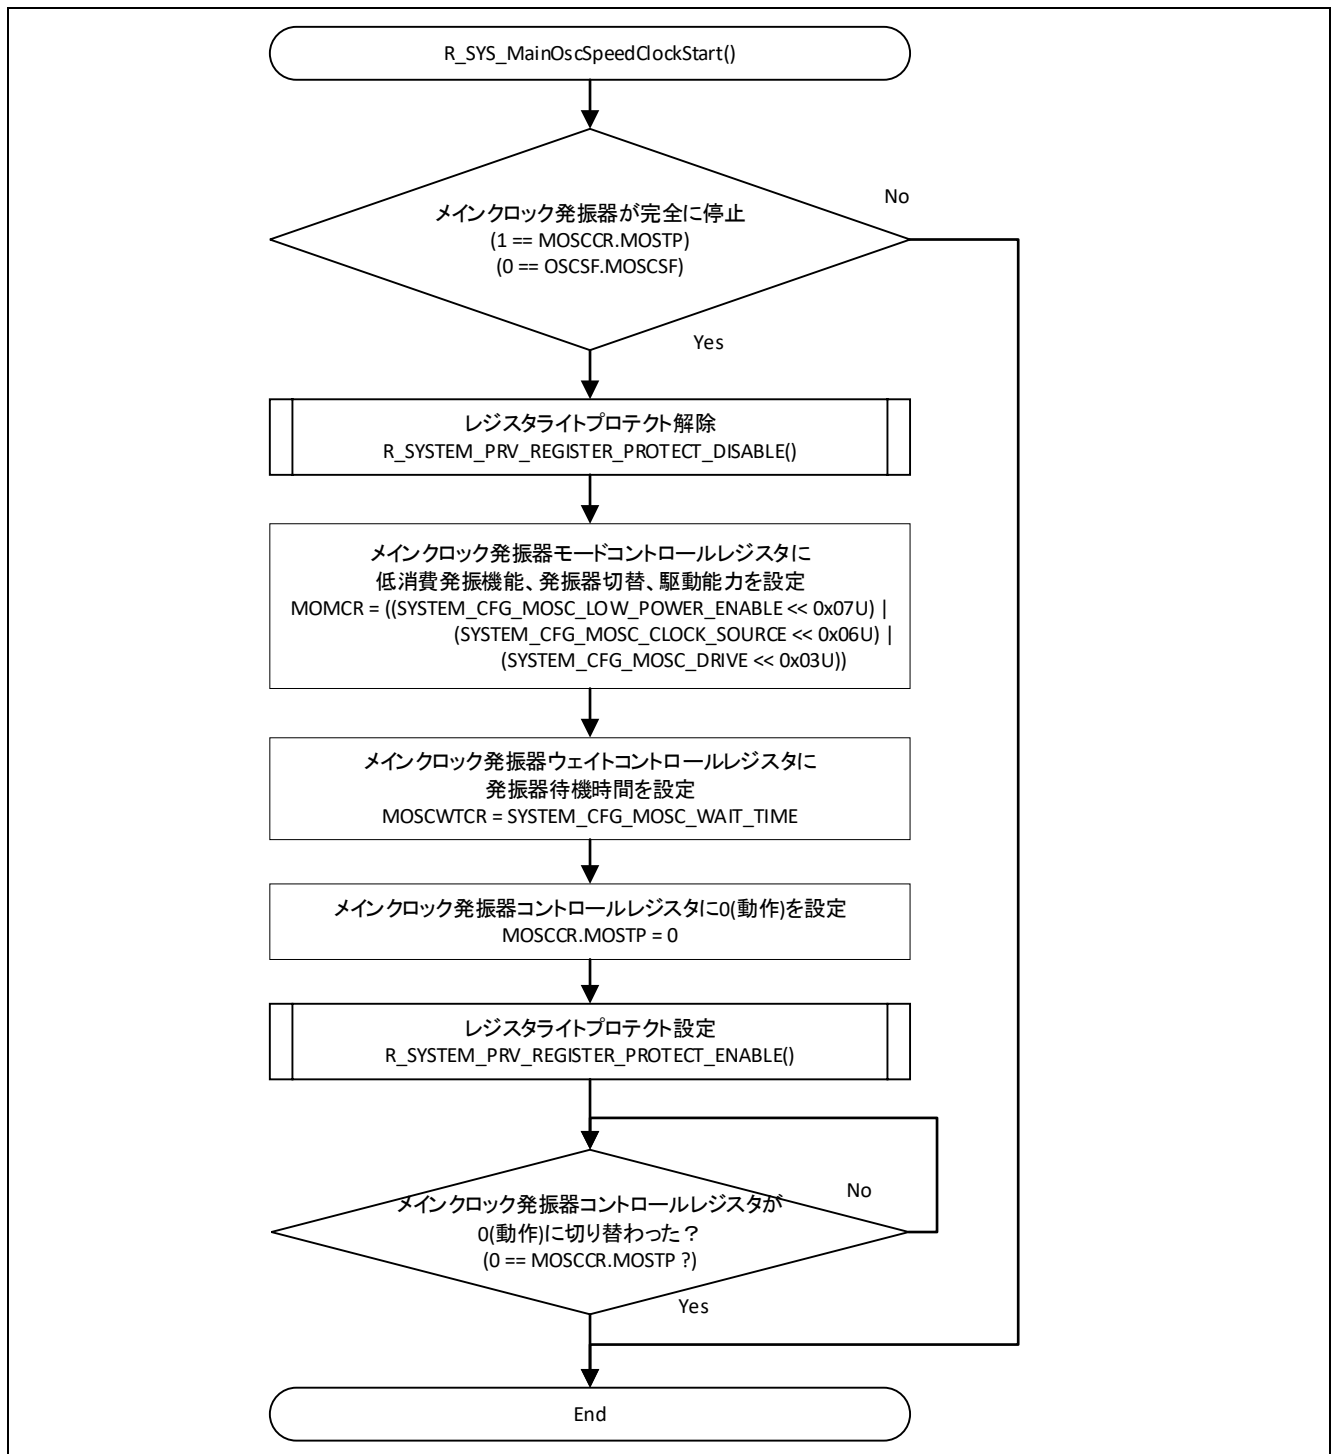 R_SYS_MainOscSpeedClockStart()
メインクロック発振器が完全に停止
(1 == MOSCCR.MOSTP)
(0 == OSCSF.MOSCSF)
No
Yes
レジスタライトプロテクト解除
R_SYSTEM_PRV_REGISTER_PROTECT_DISABLE()
メインクロック発振器モードコントロールレジスタに
低消費発振機能、発振器切替、駆動能力を設定
MOMCR = ((SYSTEM_CFG_MOSC_LOW_POWER_ENABLE << 0x07U) |
(SYSTEM_CFG_MOSC_CLOCK_SOURCE << 0x06U) |
(SYSTEM_CFG_MOSC_DRIVE << 0x03U))
メインクロック発振器ウェイトコントロールレジスタに
発振器待機時間を設定
MOSCWTCR = SYSTEM_CFG_MOSC_WAIT_TIME
メインクロック発振器コントロールレジスタに0(動作)を設定
MOSCCR.MOSTP = 0
レジスタライトプロテクト設定
R_SYSTEM_PRV_REGISTER_PROTECT_ENABLE()
メインクロック発振器コントロールレジスタが
0(動作)に切り替わった？
(0 == MOSCCR.MOSTP ?)
No
Yes
End